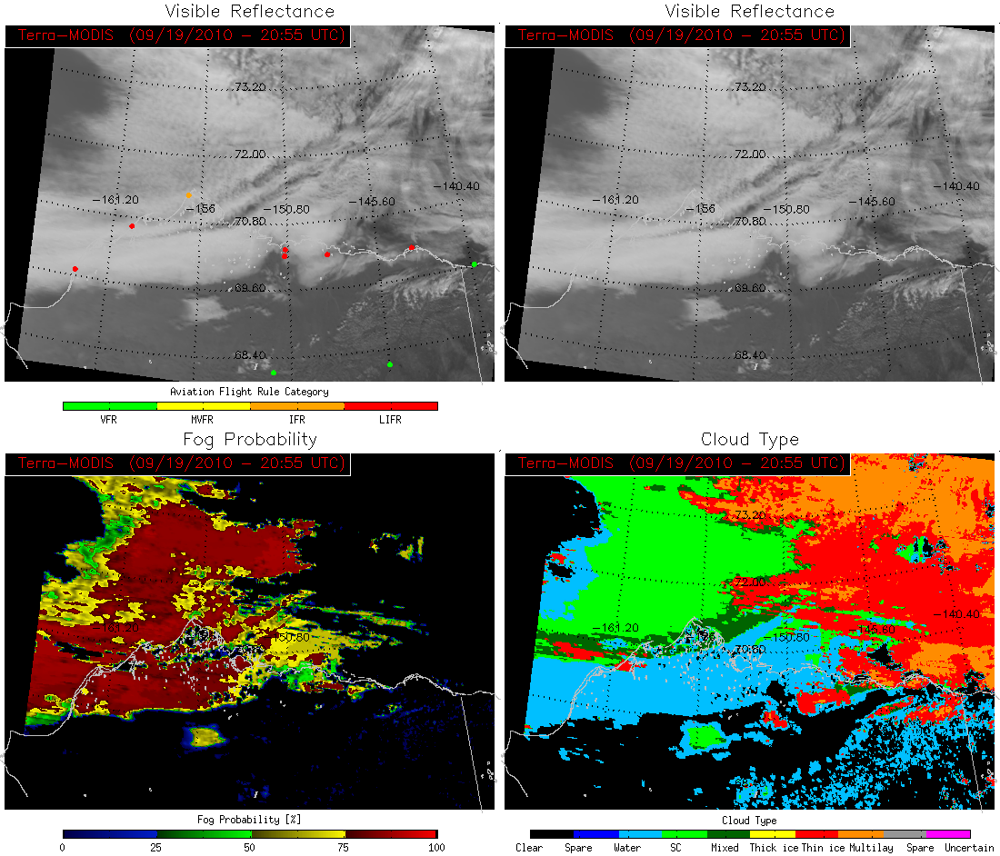 Visible Reflectance
Visible Reflectance
Terra-MODIS (09/19/2010 - 20:55 UTC)
Terra-MODIS (09/19/2010 - 20:55 UTC)
73.20
73.20
72.00
72.00
-140.40
-140.40
-161.20
-145.60
-161.20
-145.60
-156
-150.80
-156
-150.80
70.80
70.80
69.60
69.60
68.40
68.40
Aviation Flight Rule Category
VFR MVFR IFR LIFR
Fog Probability
Cloud Type
Terra-MODIS (09/19/2010 - 20:55 UTC)
Terra-MODIS (09/19/2010 - 20:55 UTC)
73.20
72.00
-140.40
-161.20
-161.20
-145.60
-150.80
-150.80
70.80
Fog Probability [%]
0 25 50 75 100
Cloud Type
Clear Spare Water SC Mixed Thick ice Thin ice Multilay Spare Uncertain